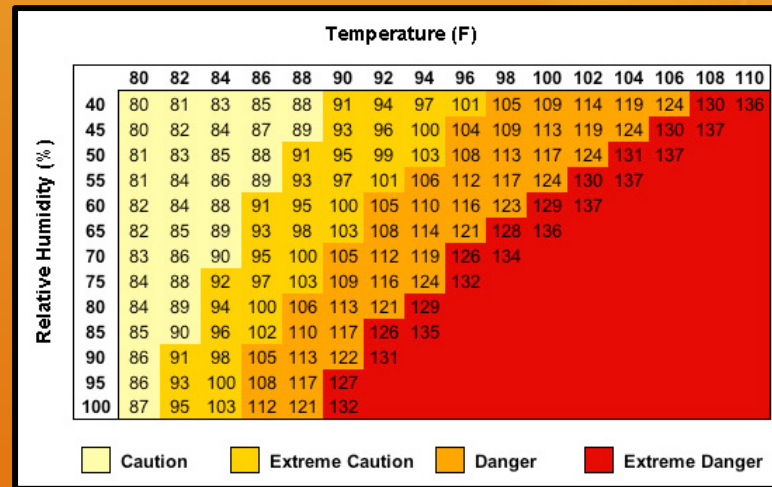 Temperature (F)
80 82 84 86 88 90 92 94 96 98 100 102 104 106 108 110
Relative Humidity (%)
40 80 81 83 85 88 91 94 97 101 105 109 114 119 124 130 136
45 80 82 84 87 89 93 96 100 104 109 113 119 124 130 137
50 81 83 85 88 91 95 99 103 108 113 117 124 131 137
55 81 84 86 89 93 97 101 106 112 117 124 130 137
60 82 84 88 91 95 100 105 110 116 123 129 137
65 82 85 89 93 98 103 108 114 121 128 136
70 83 86 90 95 100 105 112 119 126 134
75 84 88 92 97 103 109 116 124 132
80 84 89 94 100 106 113 121 129
85 85 90 96 102 110 117 126 135
90 86 91 98 105 113 122 131
95 86 93 100 108 117 127
100 87 95 103 112 121 132
Caution Extreme Caution Danger Extreme Danger